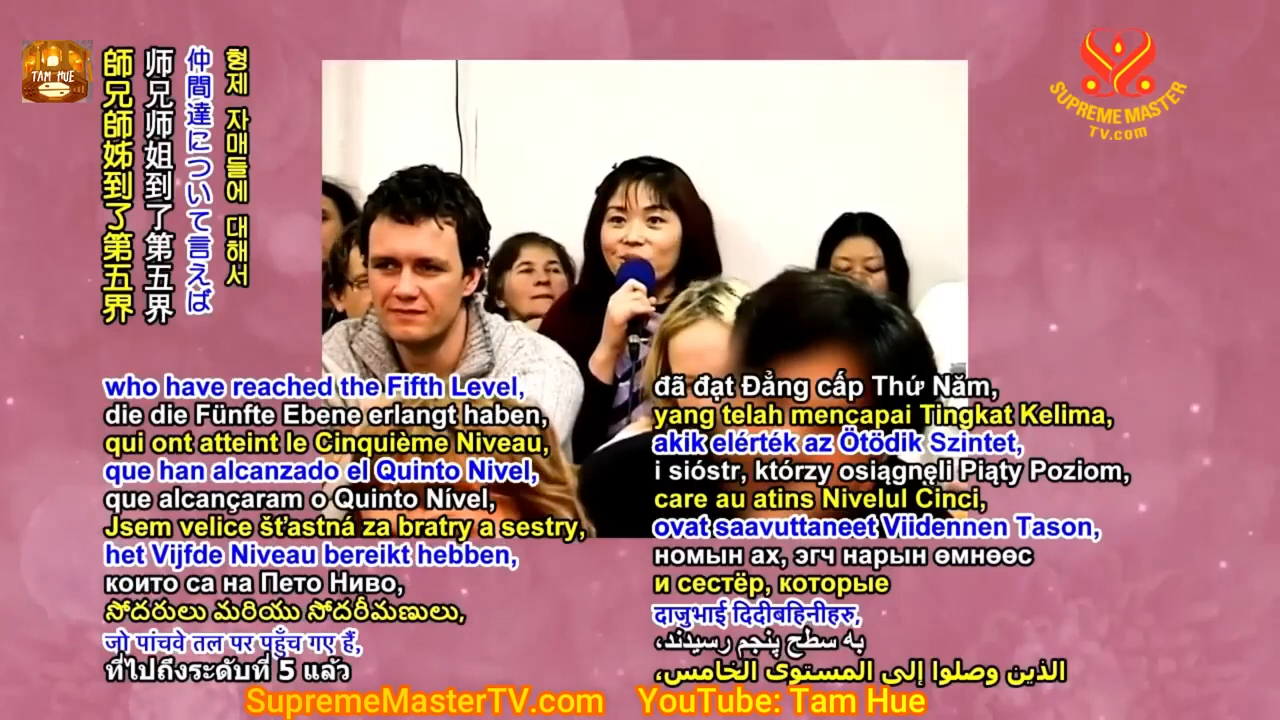 TAM HUE
師兄師姊到了第五界
师兄师姐到了第五界
仲間達について言えば
형제 자매들에 대해서
SUPREME MASTER
TV.com
who have reached the Fifth Level,
die die Fünfte Ebene erlangt haben,
qui ont atteint le Cinquième Niveau,
que han alcanzado el Quinto Nivel,
que alcançaram o Quinto Nível,
Jsem velice šťastná za bratry a sestry,
het Vijfde Niveau bereikt hebben,
които са на Пето Ниво,
సోదరులు మరియు సోదరీమణులు,
जो पांचवे तल पर पहुँच गए हैं,
ที่ไปถึงระดับที่ 5 แล้ว
đã đạt Đẳng cấp Thứ Năm,
yang telah mencapai Tingkat Kelima,
akik elérték az Ötödik Szintet,
i sióstr, którzy osiągnęli Piąty Poziom,
care au atins Nivelul Cinci,
ovat saavuttaneet Viidennen Tason,
номын ах, эгч нарын өмнөөс
и сестёр, которые
दाजुभाई दिदीबहिनीहरु,
به سطح پنجم رسیدند،
الذين وصلوا إلى المستوى الخامس،
SupremeMasterTV.com YouTube: Tam Hue